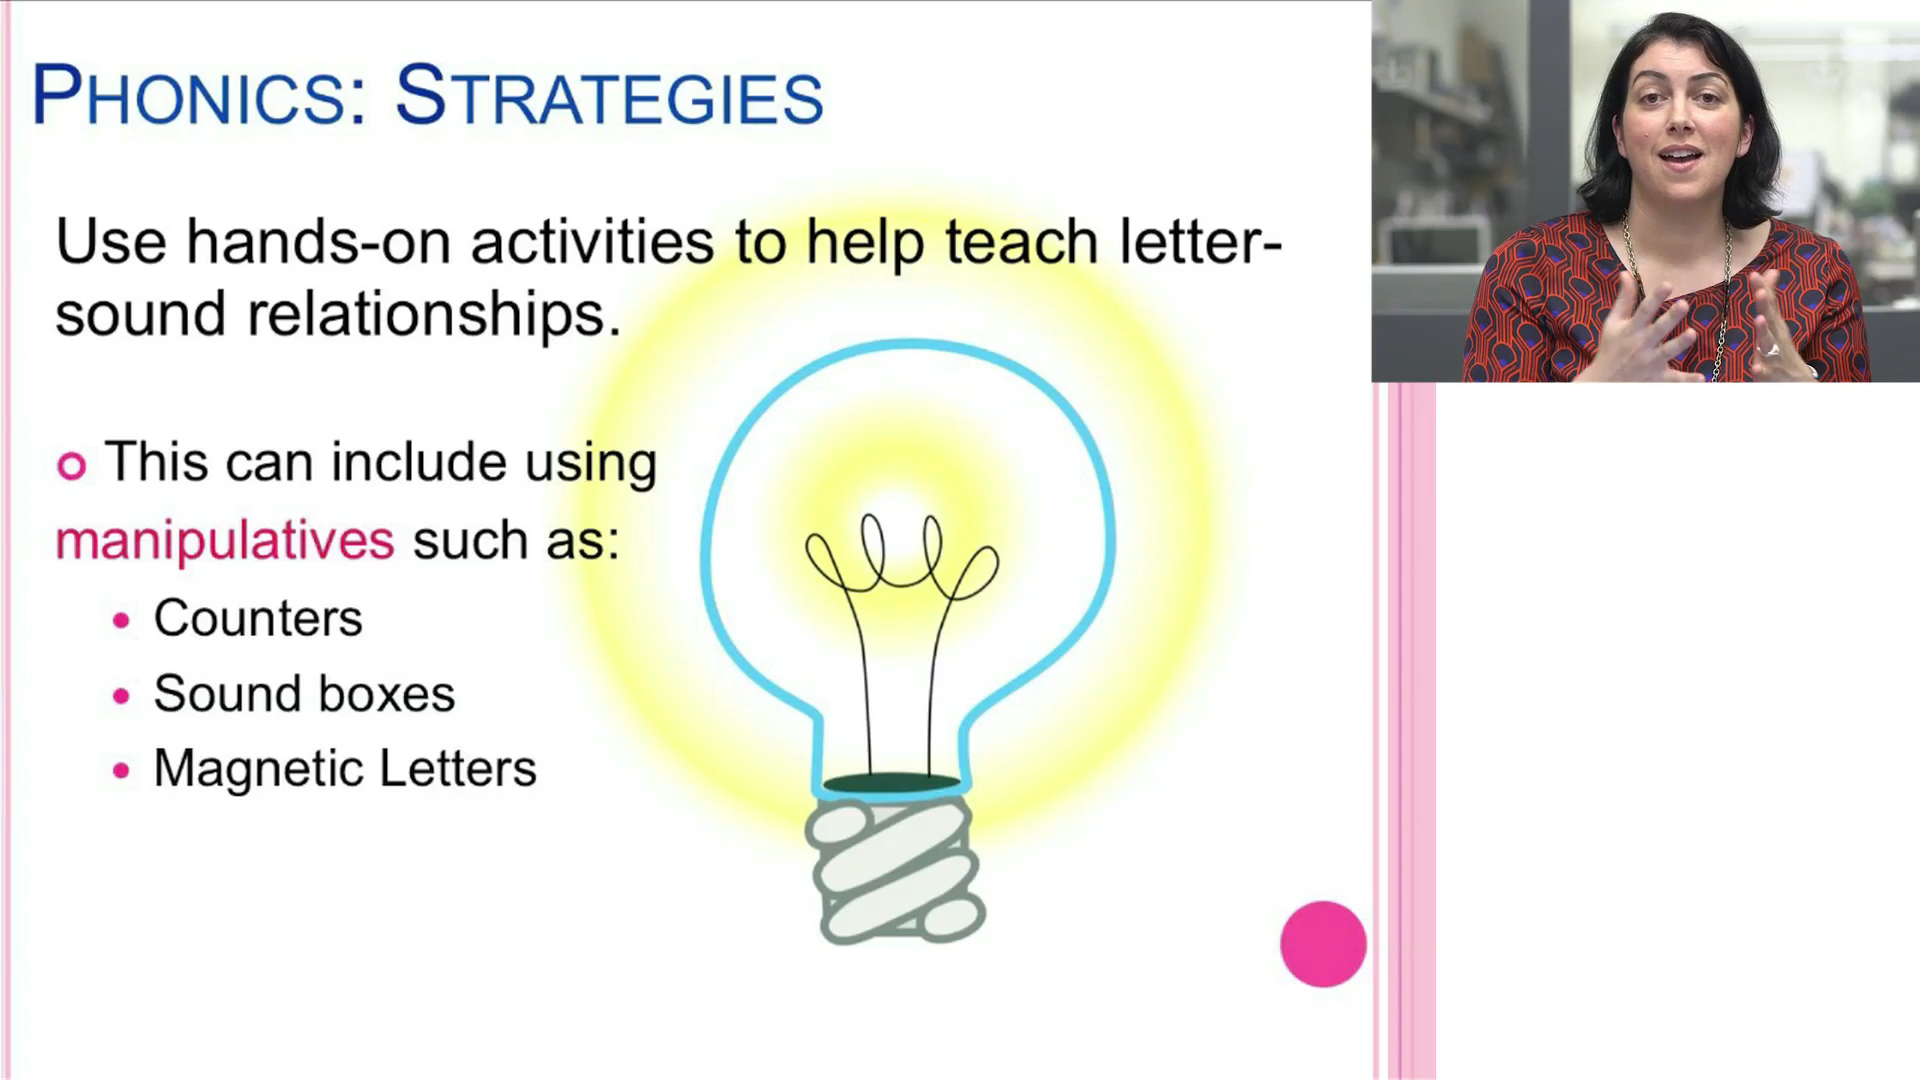 PHONICS: STRATEGIES
Use hands-on activities to help teach letter-
sound relationships.
This can include using
manipulatives such as:
Counters
Sound boxes
Magnetic Letters